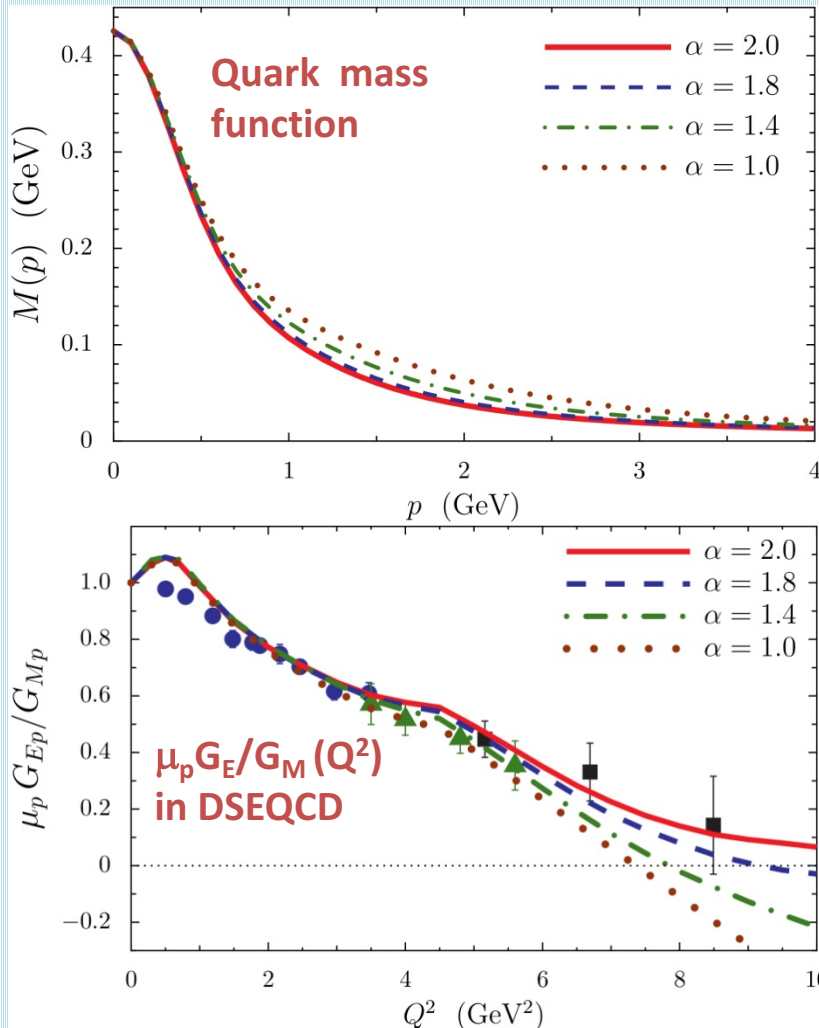 0.4
0.3
0.2
0.1
0
M(p) (GeV)
Quark mass
function
α = 2.0
α = 1.8
α = 1.4
α = 1.0
0 1 2 3 4
p (GeV)
1.0
0.8
0.6
0.4
0.2
0
−0.2
μp GEp/GMp
α = 2.0
α = 1.8
α = 1.4
α = 1.0
μpGE/GM (Q²)
in DSEQCD
0 2 4 6 8 10
Q² (GeV²)